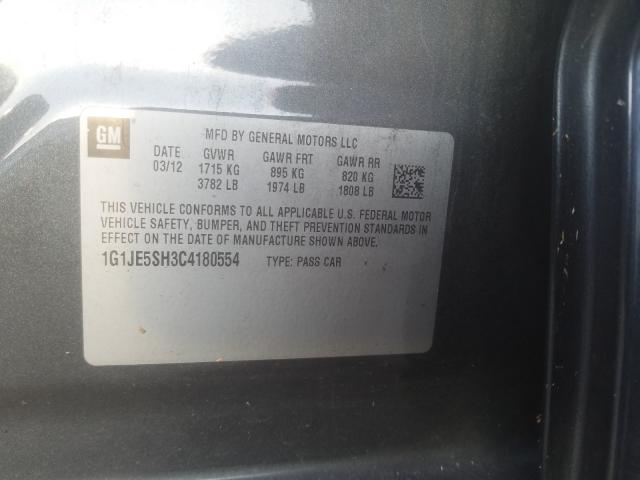 GM
MFD BY GENERAL MOTORS LLC
DATE GVWR GAWR FRT GAWR RR
03/12 1715 KG 895 KG 820 KG
3782 LB 1974 LB 1808 LB
THIS VEHICLE CONFORMS TO ALL APPLICABLE U.S. FEDERAL MOTOR
VEHICLE SAFETY, BUMPER, AND THEFT PREVENTION STANDARDS
IN EFFECT ON THE DATE OF MANUFACTURE SHOWN ABOVE.
1G1JE5SH3C4180554 TYPE: PASS CAR